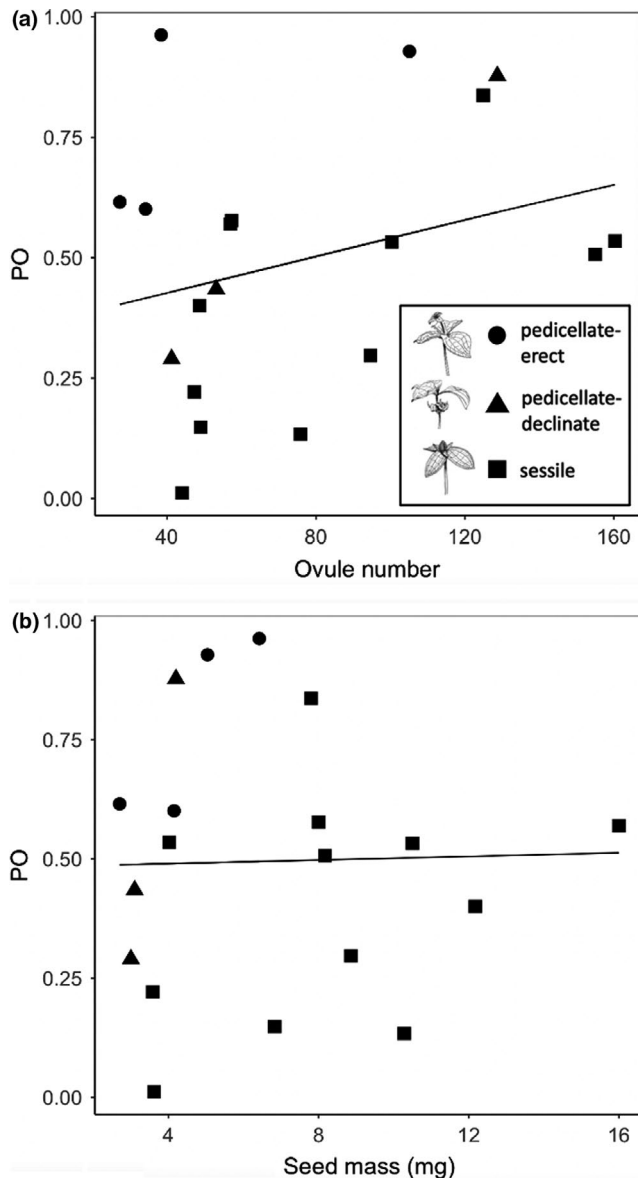 (a)
1.00
0.75
0.50
0.25
0.00
PO
40 80 120 160
Ovule number
pedicellate-
erect
pedicellate-
declinate
sessile
(b)
1.00
0.75
0.50
0.25
0.00
PO
4 8 12 16
Seed mass (mg)